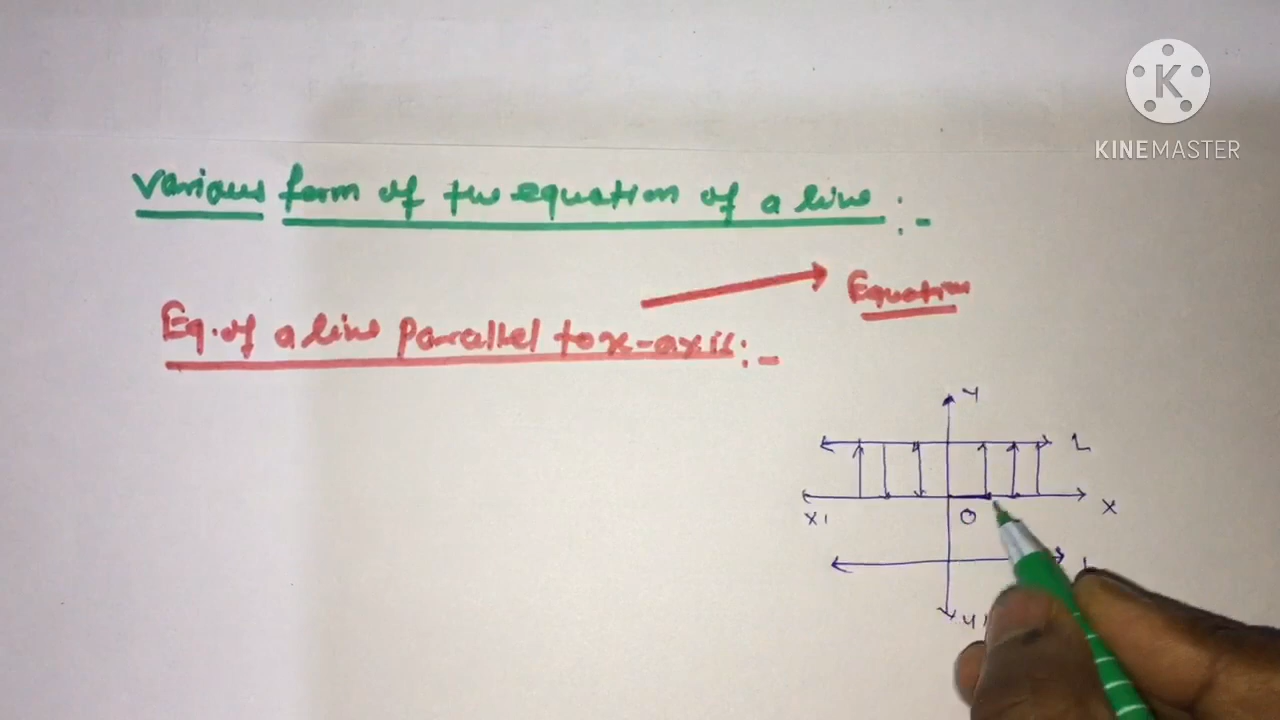 K
KINEMASTER
Various form of the equation of a line :-
Equation
Eq. of a line Parallel to x-axis :-
Y
L
X' O X
Y'